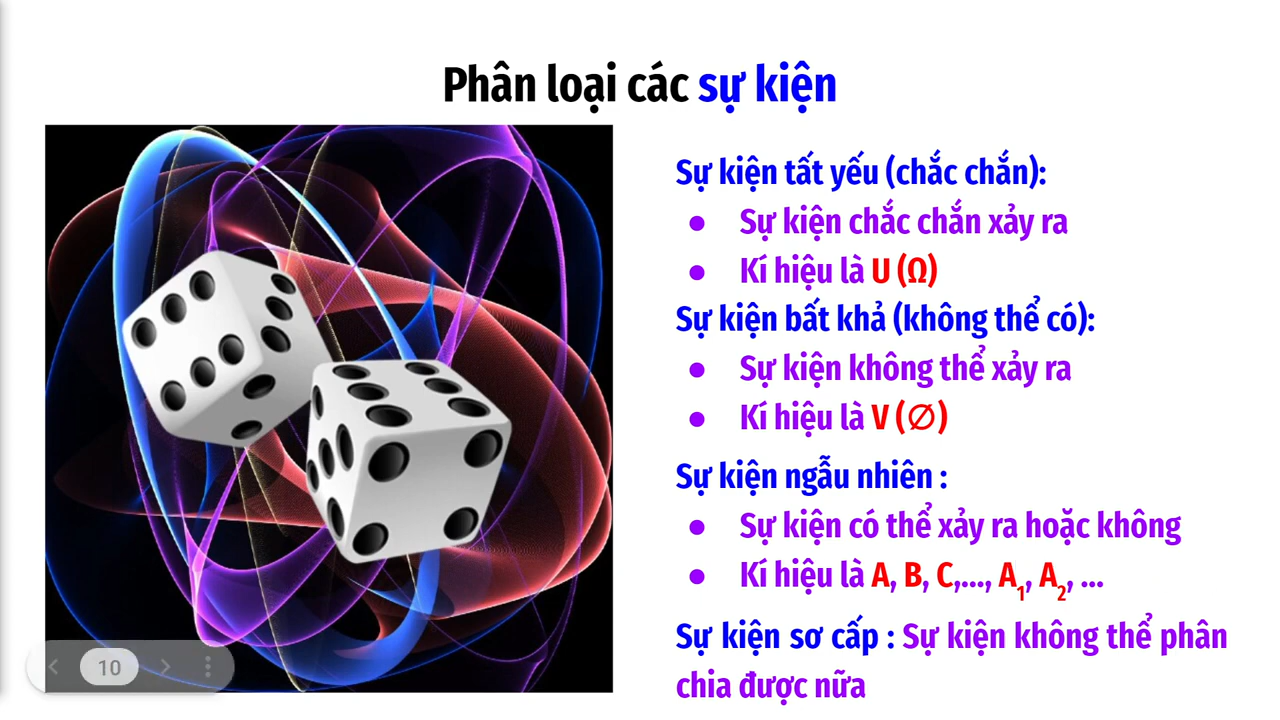 Phân loại các sự kiện
Sự kiện tất yếu (chắc chắn):
● Sự kiện chắc chắn xảy ra
● Kí hiệu là U (Ω)
Sự kiện bất khả (không thể có):
● Sự kiện không thể xảy ra
● Kí hiệu là V (∅)
Sự kiện ngẫu nhiên :
● Sự kiện có thể xảy ra hoặc không
● Kí hiệu là A, B, C,..., A₁, A₂, ...
Sự kiện sơ cấp : Sự kiện không thể phân
chia được nữa
10